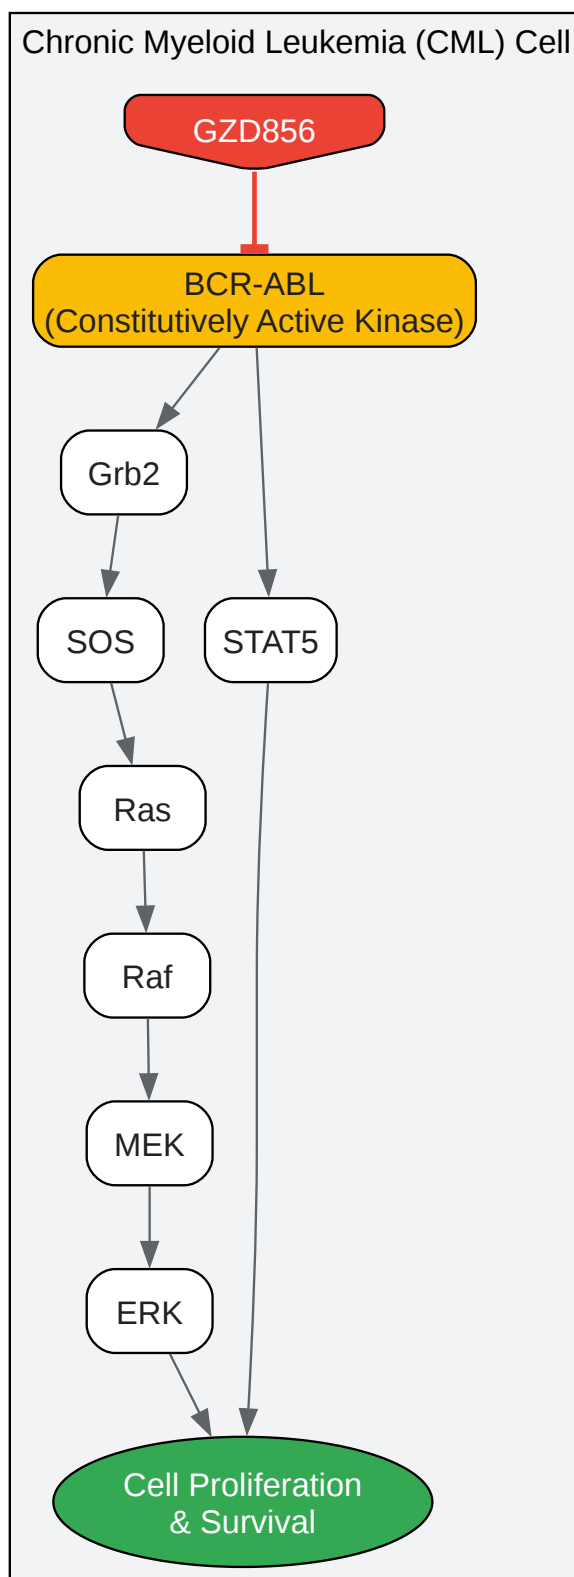 Chronic Myeloid Leukemia (CML) Cell
GZD856
BCR-ABL
(Constitutively Active Kinase)
Grb2
SOS
STAT5
Ras
Raf
MEK
ERK
Cell Proliferation
& Survival